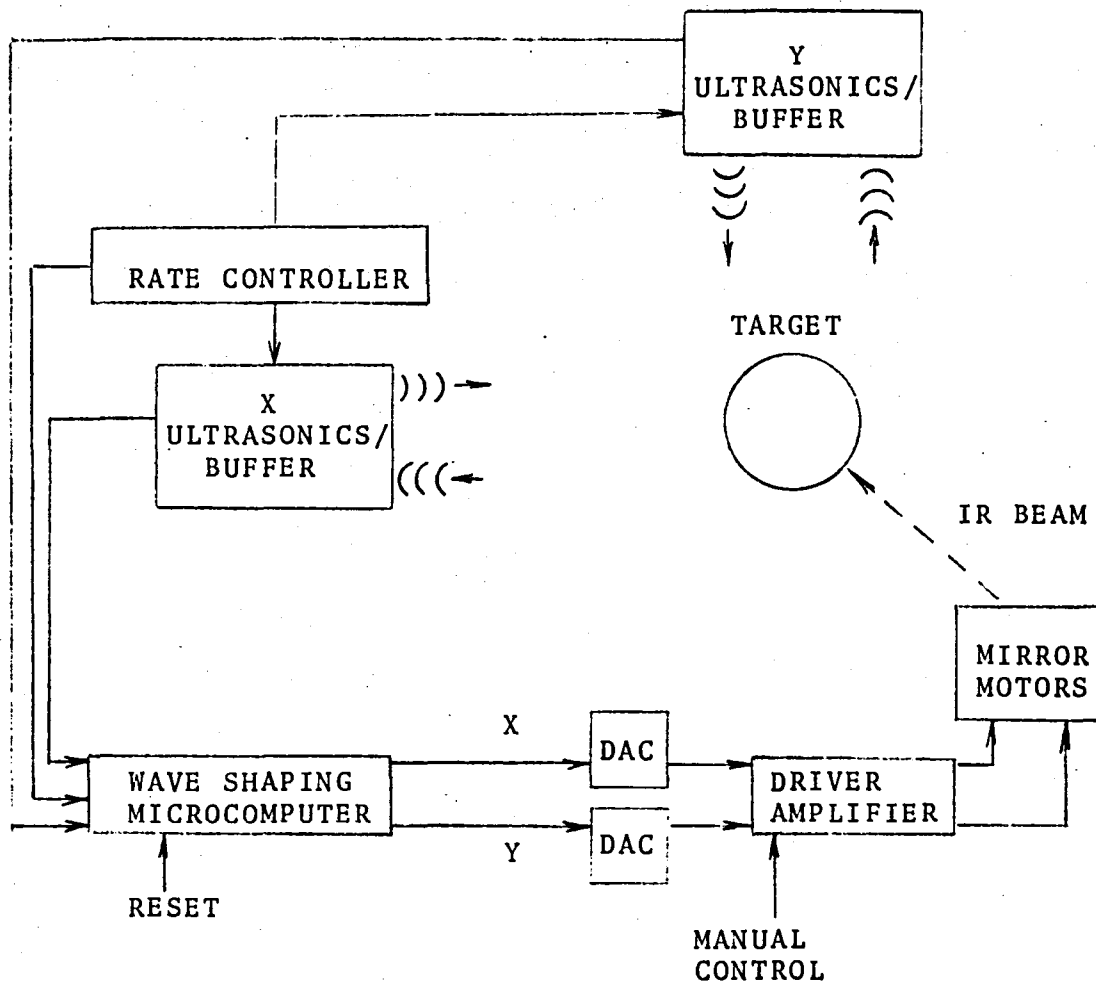 Y
ULTRASONICS/
BUFFER
RATE CONTROLLER
TARGET
X
ULTRASONICS/
BUFFER
IR BEAM
MIRROR
MOTORS
X
DAC
WAVE SHAPING
MICROCOMPUTER
DRIVER
AMPLIFIER
Y
DAC
RESET
MANUAL
CONTROL